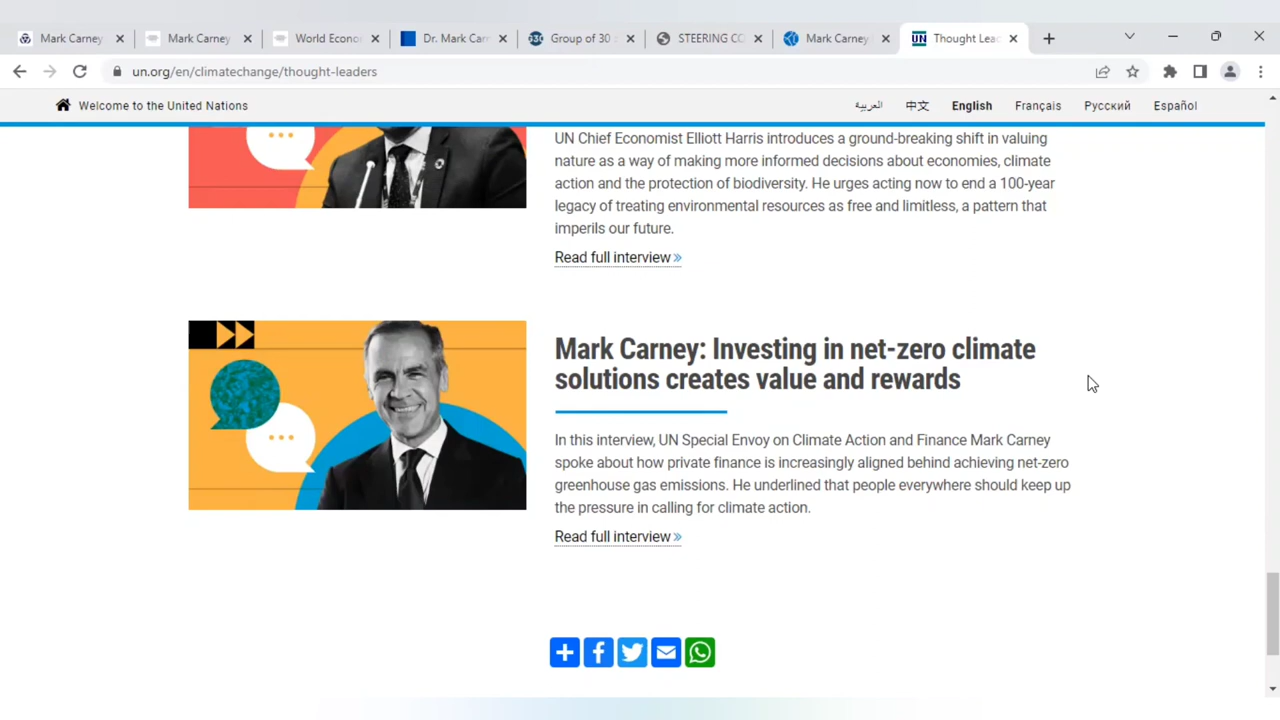 Mark Carney
Mark Carney
World Econo
Dr. Mark Carn
Group of 30
STEERING CO
Mark Carney
UN
Thought Lead
un.org/en/climatechange/thought-leaders
Welcome to the United Nations
العربية
中文
English
Français
Русский
Español
UN Chief Economist Elliott Harris introduces a ground-breaking shift in valuing
nature as a way of making more informed decisions about economies, climate
action and the protection of biodiversity. He urges acting now to end a 100-year
legacy of treating environmental resources as free and limitless, a pattern that
imperils our future.
Read full interview »
Mark Carney: Investing in net-zero climate
solutions creates value and rewards
In this interview, UN Special Envoy on Climate Action and Finance Mark Carney
spoke about how private finance is increasingly aligned behind achieving net-zero
greenhouse gas emissions. He underlined that people everywhere should keep up
the pressure in calling for climate action.
Read full interview »